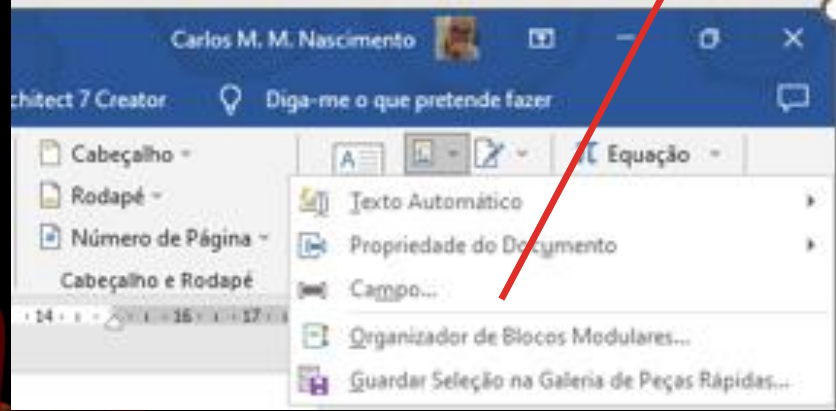 Carlos M. M. Nascimento
chitect 7 Creator Diga-me o que pretende fazer
Cabeçalho A Equação
Rodapé
Número de Página
Cabeçalho e Rodapé
14 16 17
Texto Automático
Propriedade do Documento
Campo...
Organizador de Blocos Modulares...
Guardar Seleção na Galeria de Peças Rápidas...